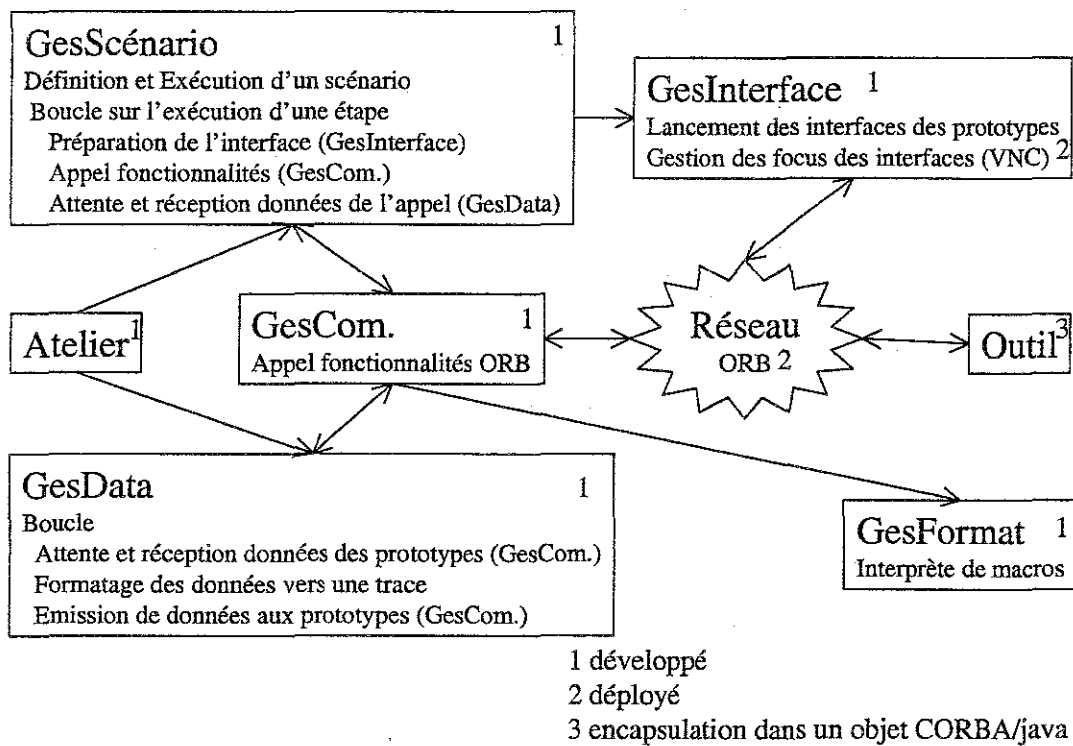 GesScénario 1
Définition et Exécution d'un scénario
Boucle sur l'exécution d'une étape
Préparation de l'interface (GesInterface)
Appel fonctionnalités (GesCom.)
Attente et réception données de l'appel (GesData)
GesInterface 1
Lancement des interfaces des prototypes
Gestion des focus des interfaces (VNC) 2
Atelier 1
GesCom. 1
Appel fonctionnalités ORB
Réseau
ORB 2
Outil 3
GesData 1
Boucle
Attente et réception données des prototypes (GesCom.)
Formatage des données vers une trace
Emission de données aux prototypes (GesCom.)
GesFormat 1
Interprète de macros
1 développé
2 déployé
3 encapsulation dans un objet CORBA/java